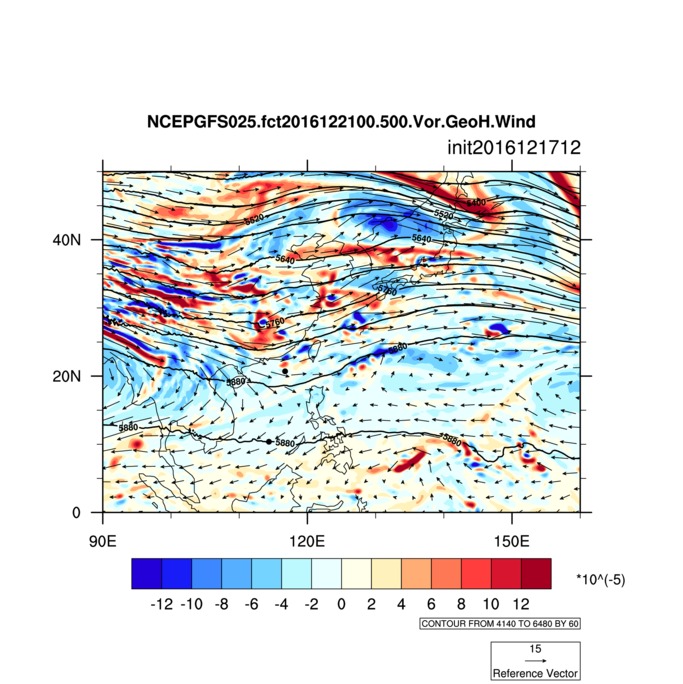 NCEPGFS025.fct2016122100.500.Vor.GeoH.Wind
init2016121712
5400
5520
5520
40N
5640
5640
5760
5760
5880
20N
5880
5880
5880
5880
0
90E 120E 150E
-12 -10 -8 -6 -4 -2 0 2 4 6 8 10 12
*10^(-5)
CONTOUR FROM 4140 TO 6480 BY 60
15
Reference Vector